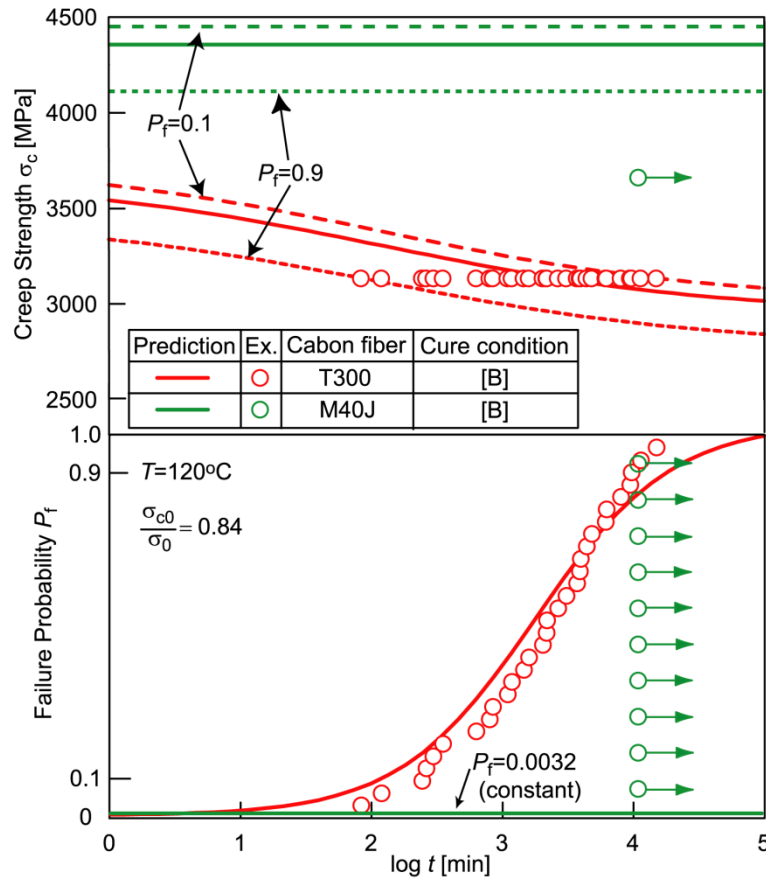 4500
4000
3500
3000
2500
Creep Strength σc [MPa]
Pf=0.1
Pf=0.9
Prediction Ex. Cabon fiber Cure condition
T300 [B]
M40J [B]
1.0
0.9
0.1
0
Failure Probability Pf
T=120°C
σc0/σ0 = 0.84
Pf=0.0032
(constant)
0 1 2 3 4 5
log t [min]